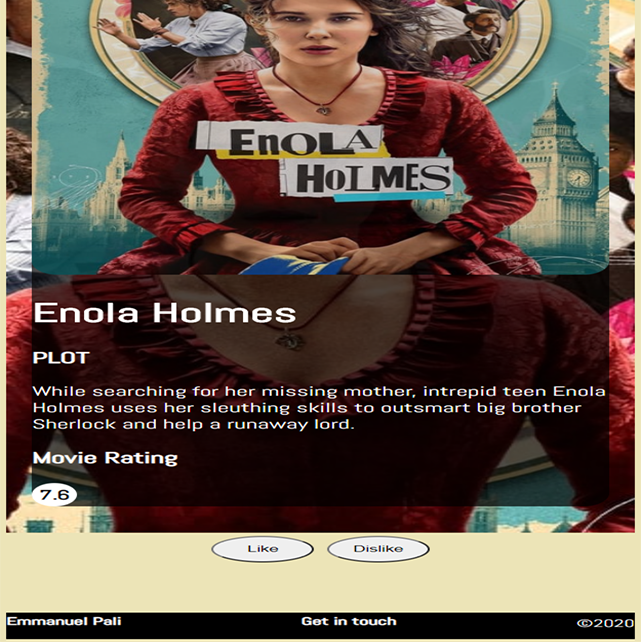 EnOLA
HoLMES
Enola Holmes
PLOT
While searching for her missing mother, intrepid teen Enola
Holmes uses her sleuthing skills to outsmart big brother
Sherlock and help a runaway lord.
Movie Rating
7.6
Like Dislike
Emmanuel Pali Get in touch ©2020